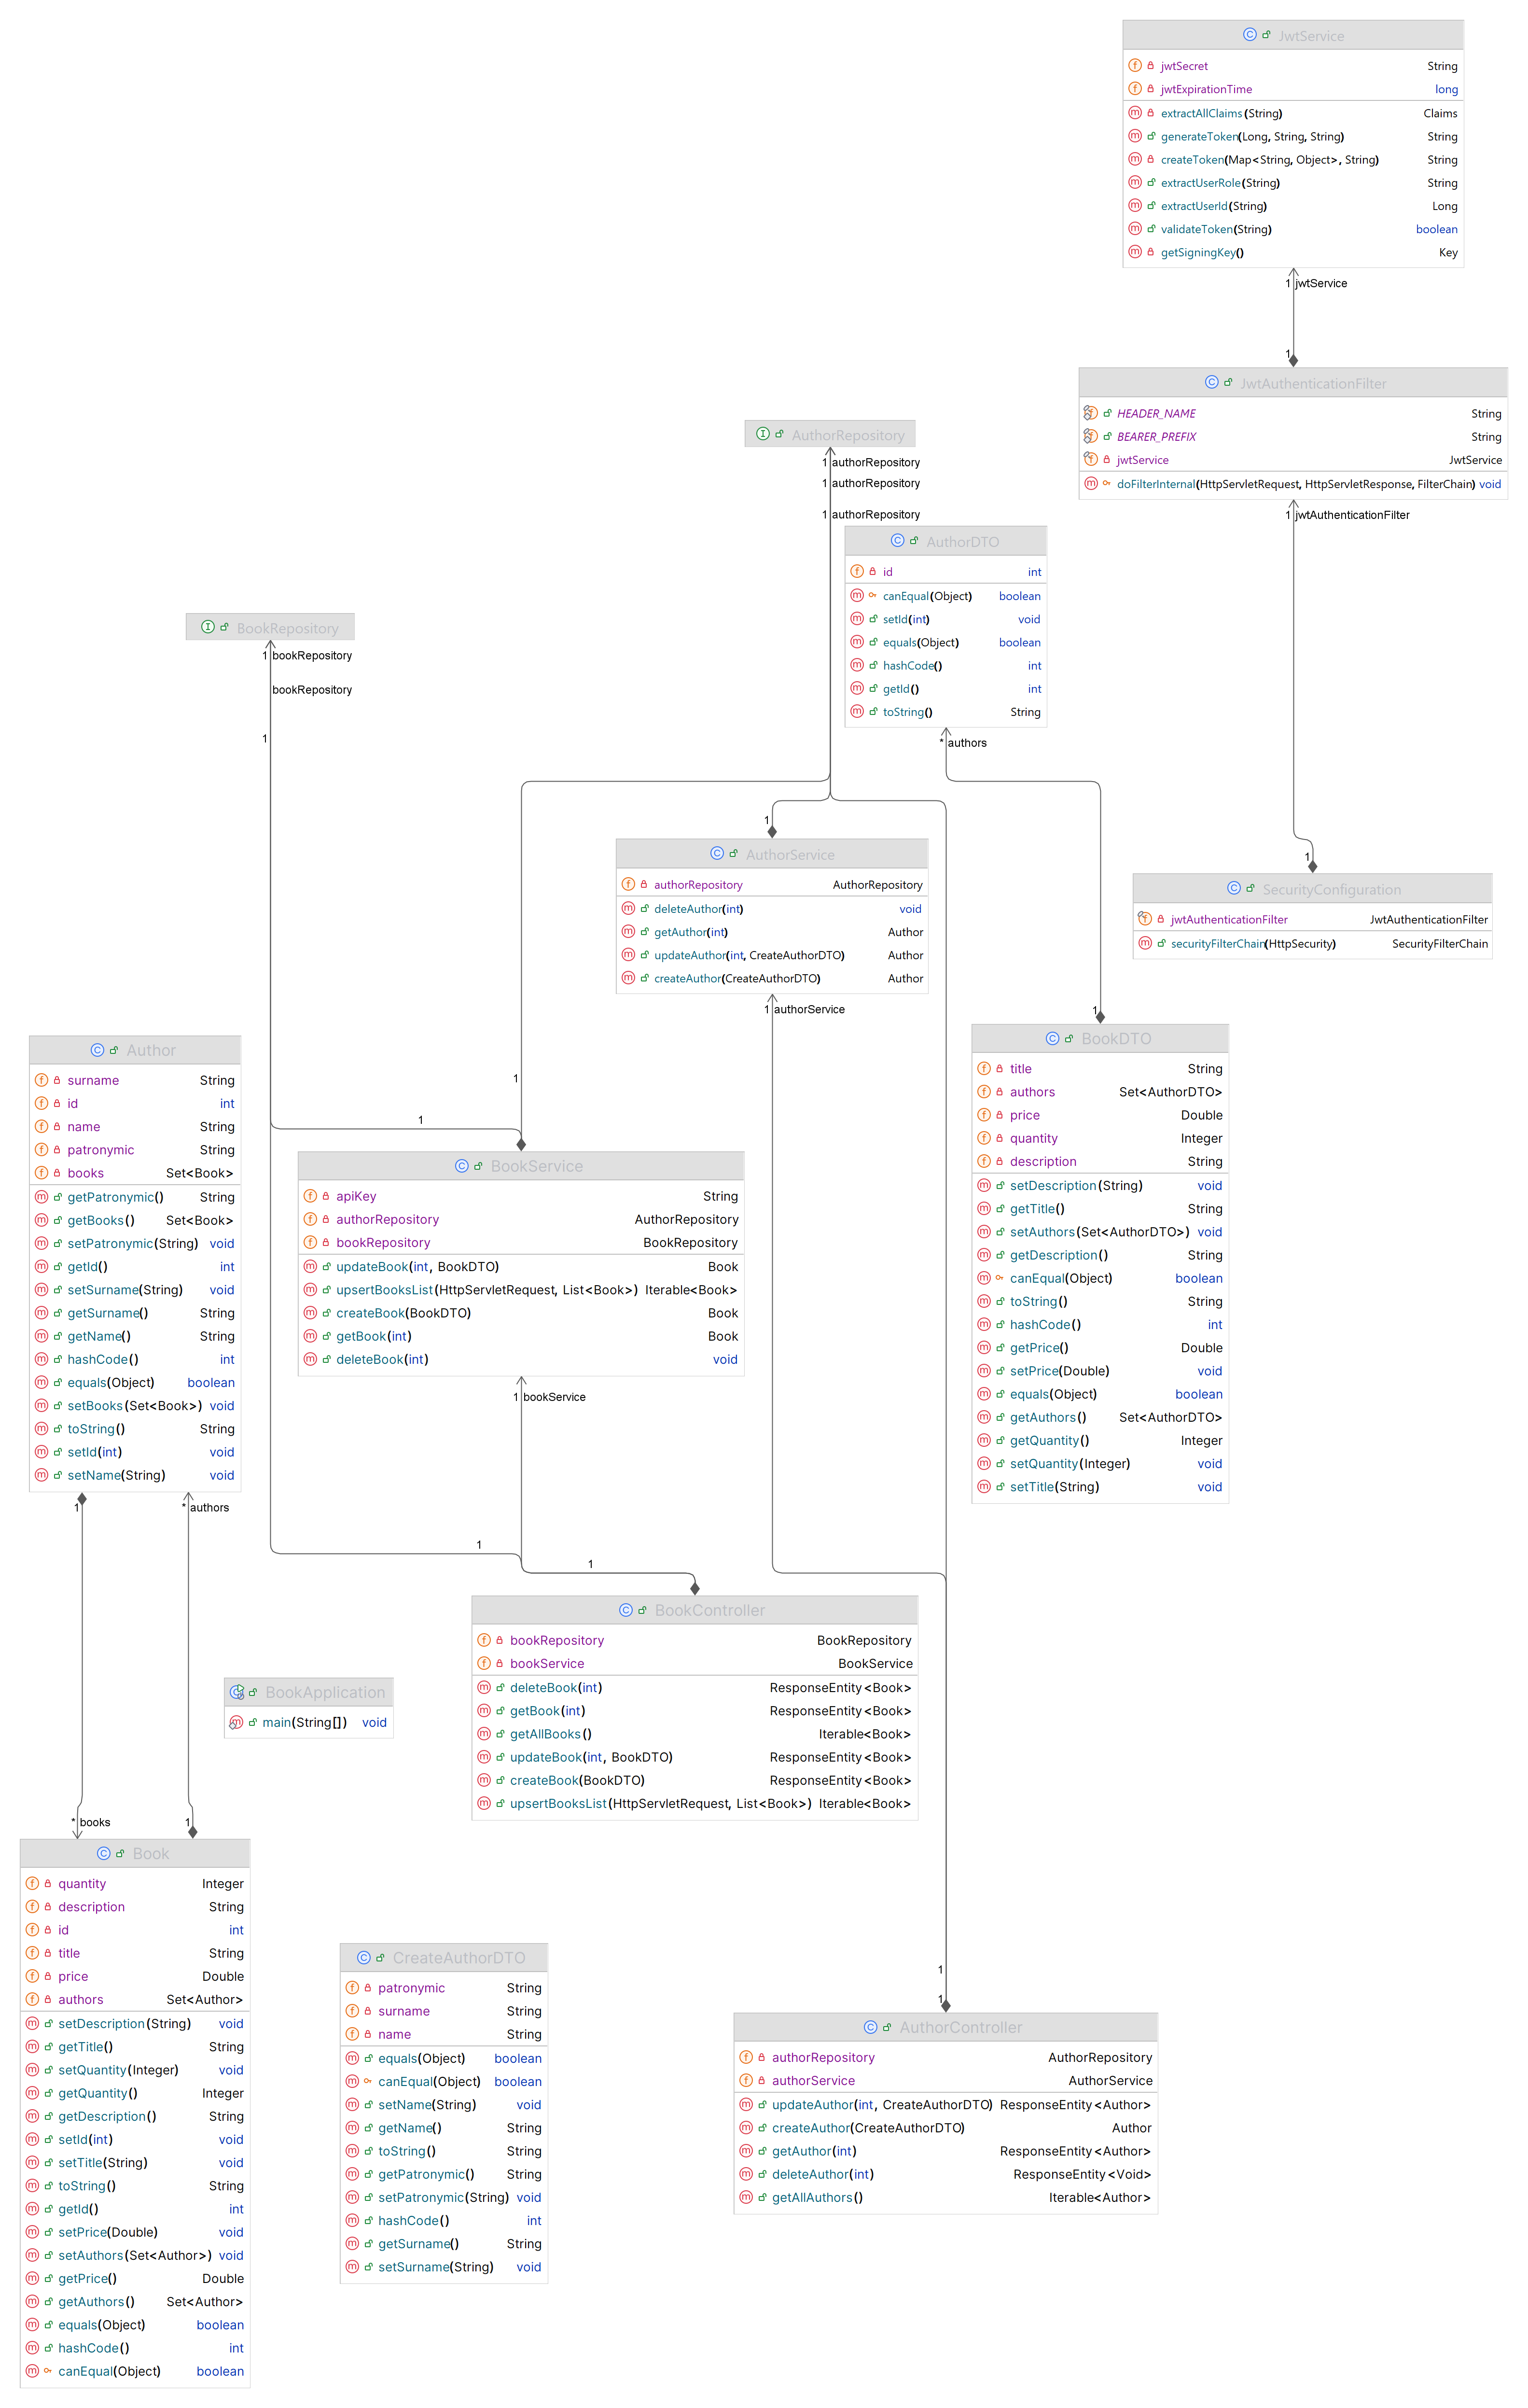 JwtService
jwtSecret String
jwtExpirationTime long
extractAllClaims(String) Claims
generateToken(Long, String, String) String
createToken(Map<String, Object>, String) String
extractUserRole(String) String
extractUserId(String) Long
validateToken(String) boolean
getSigningKey() Key
1 jwtService
1
JwtAuthenticationFilter
HEADER_NAME String
BEARER_PREFIX String
jwtService JwtService
doFilterInternal(HttpServletRequest, HttpServletResponse, FilterChain) void
1 jwtAuthenticationFilter
AuthorRepository
1 authorRepository
1 authorRepository
1 authorRepository
AuthorDTO
id int
canEqual(Object) boolean
setId(int) void
equals(Object) boolean
hashCode() int
getId() int
toString() String
* authors
BookRepository
1 bookRepository
bookRepository
1
1
AuthorService
authorRepository AuthorRepository
deleteAuthor(int) void
getAuthor(int) Author
updateAuthor(int, CreateAuthorDTO) Author
createAuthor(CreateAuthorDTO) Author
1 authorService
1
SecurityConfiguration
jwtAuthenticationFilter JwtAuthenticationFilter
securityFilterChain(HttpSecurity) SecurityFilterChain
1
BookDTO
title String
authors Set<AuthorDTO>
price Double
quantity Integer
description String
setDescription(String) void
getTitle() String
setAuthors(Set<AuthorDTO>) void
getDescription() String
canEqual(Object) boolean
toString() String
hashCode() int
getPrice() Double
setPrice(Double) void
equals(Object) boolean
getAuthors() Set<AuthorDTO>
getQuantity() Integer
setQuantity(Integer) void
setTitle(String) void
Author
surname String
id int
name String
patronymic String
books Set<Book>
getPatronymic() String
getBooks() Set<Book>
setPatronymic(String) void
getId() int
setSurname(String) void
getSurname() String
getName() String
hashCode() int
equals(Object) boolean
setBooks(Set<Book>) void
toString() String
setId(int) void
setName(String) void
1
* authors
1
1
BookService
apiKey String
authorRepository AuthorRepository
bookRepository BookRepository
updateBook(int, BookDTO) Book
upsertBooksList(HttpServletRequest, List<Book>) Iterable<Book>
createBook(BookDTO) Book
getBook(int) Book
deleteBook(int) void
1 bookService
1
1
BookController
bookRepository BookRepository
bookService BookService
deleteBook(int) ResponseEntity<Book>
getBook(int) ResponseEntity<Book>
getAllBooks() Iterable<Book>
updateBook(int, BookDTO) ResponseEntity<Book>
createBook(BookDTO) ResponseEntity<Book>
upsertBooksList(HttpServletRequest, List<Book>) Iterable<Book>
BookApplication
main(String[]) void
* books
1
Book
quantity Integer
description String
id int
title String
price Double
authors Set<Author>
setDescription(String) void
getTitle() String
setQuantity(Integer) void
getQuantity() Integer
getDescription() String
setId(int) void
setTitle(String) void
toString() String
getId() int
setPrice(Double) void
setAuthors(Set<Author>) void
getPrice() Double
getAuthors() Set<Author>
equals(Object) boolean
hashCode() int
canEqual(Object) boolean
CreateAuthorDTO
patronymic String
surname String
name String
equals(Object) boolean
canEqual(Object) boolean
setName(String) void
getName() String
toString() String
getPatronymic() String
setPatronymic(String) void
hashCode() int
getSurname() String
setSurname(String) void
1
1
AuthorController
authorRepository AuthorRepository
authorService AuthorService
updateAuthor(int, CreateAuthorDTO) ResponseEntity<Author>
createAuthor(CreateAuthorDTO) Author
getAuthor(int) ResponseEntity<Author>
deleteAuthor(int) ResponseEntity<Void>
getAllAuthors() Iterable<Author>